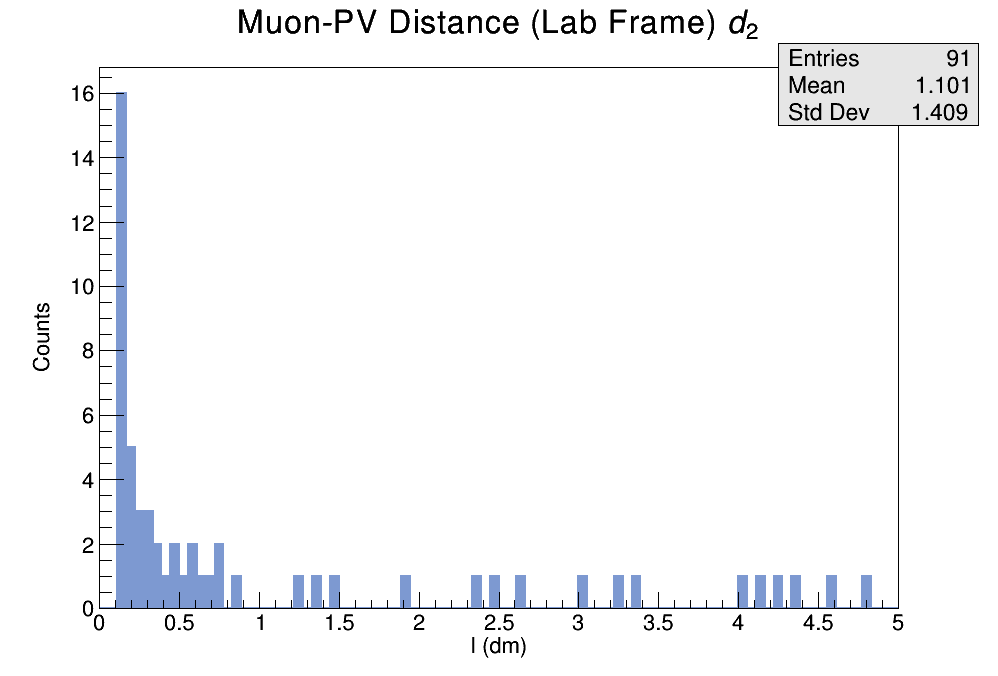 Muon-PV Distance (Lab Frame) d₂
Entries 91
Mean 1.101
Std Dev 1.409
16
14
12
10
8
6
4
2
0
Counts
0 0.5 1 1.5 2 2.5 3 3.5 4 4.5 5
l (dm)